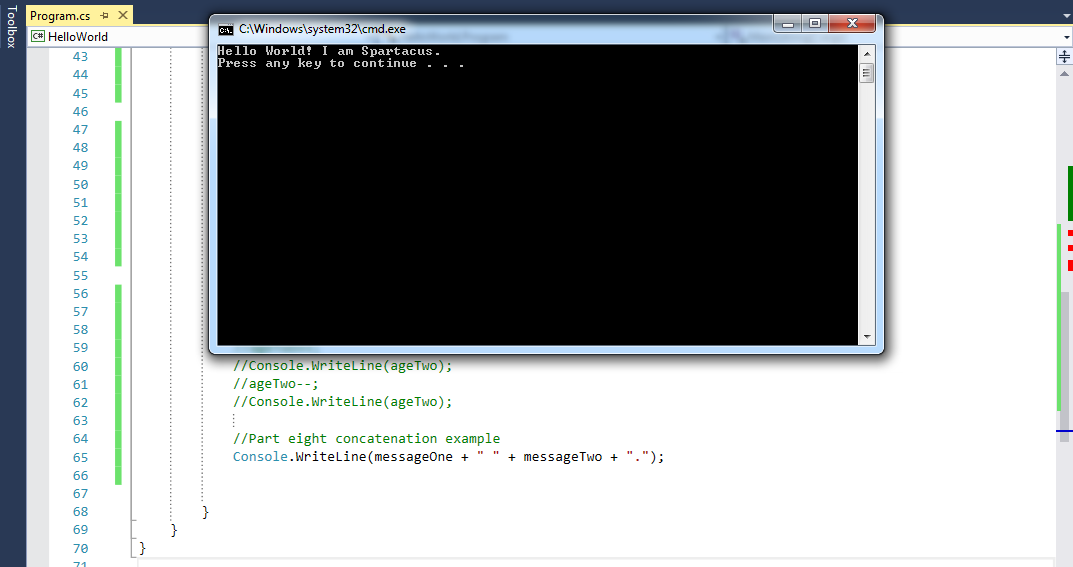 Toolbox
Program.cs
C# HelloWorld
C:\Windows\system32\cmd.exe
Hello World! I am Spartacus.
Press any key to continue . . .
43
44
45
46
47
48
49
50
51
52
53
54
55
56
57
58
59
60 //Console.WriteLine(ageTwo);
61 //ageTwo--;
62 //Console.WriteLine(ageTwo);
63
64 //Part eight concatenation example
65 Console.WriteLine(messageOne + " " + messageTwo + ".");
66
67
68 }
69 }
70 }
71